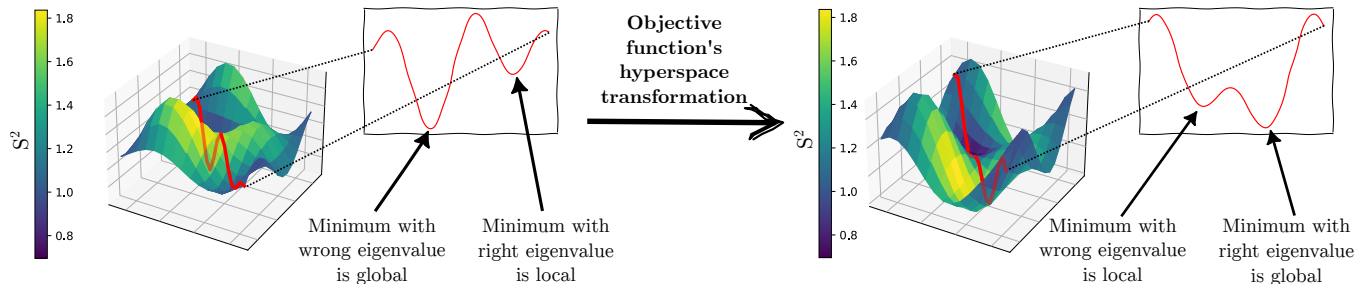 1.8
1.6
1.4
1.2
1.0
0.8
S²
Minimum with
wrong eigenvalue
is global
Minimum with
right eigenvalue
is local
Objective
function's
hyperspace
transformation
1.8
1.6
1.4
1.2
1.0
0.8
S²
Minimum with
wrong eigenvalue
is local
Minimum with
right eigenvalue
is global